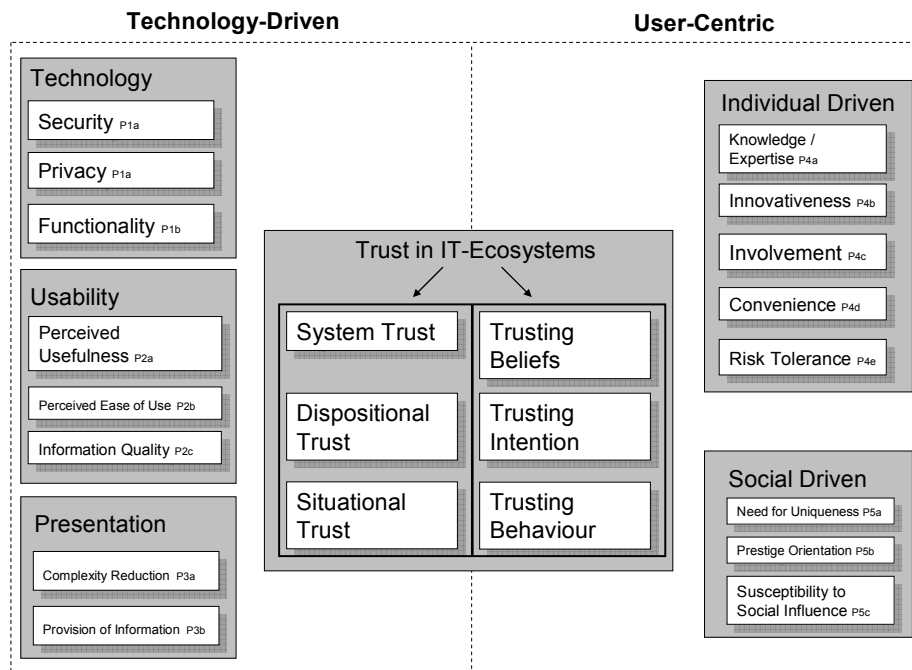 Technology-Driven
User-Centric
Technology
Security P1a
Privacy P1a
Functionality P1b
Usability
Perceived
Usefulness P2a
Perceived Ease of Use P2b
Information Quality P2c
Presentation
Complexity Reduction P3a
Provision of Information P3b
Trust in IT-Ecosystems
System Trust
Dispositional
Trust
Situational
Trust
Trusting
Beliefs
Trusting
Intention
Trusting
Behaviour
Individual Driven
Knowledge /
Expertise P4a
Innovativeness P4b
Involvement P4c
Convenience P4d
Risk Tolerance P4e
Social Driven
Need for Uniqueness P5a
Prestige Orientation P5b
Susceptibility to
Social Influence P5c